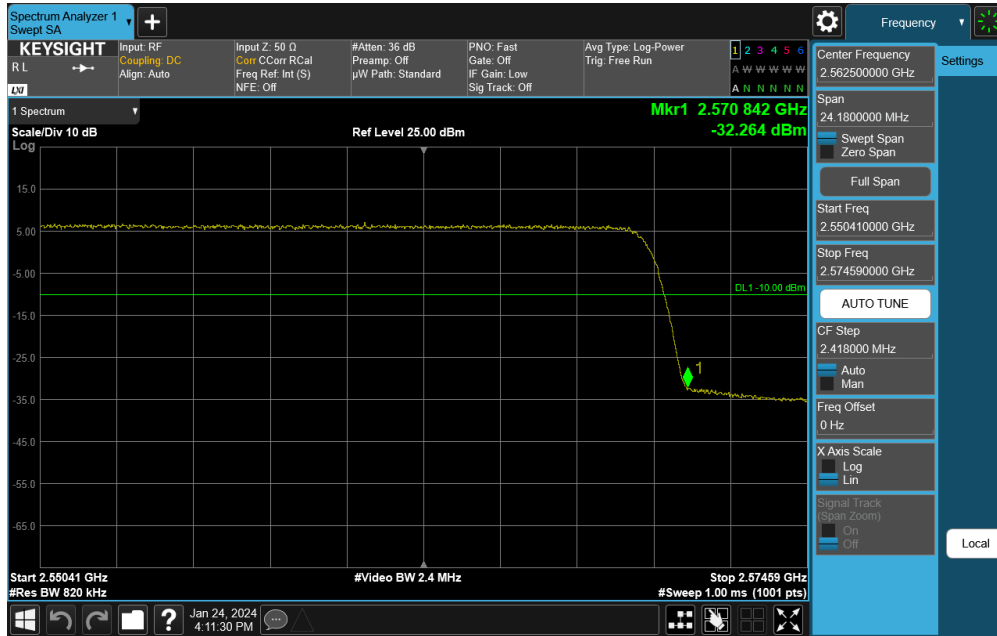 Spectrum Analyzer 1
Swept SA
Frequency
KEYSIGHT
R L
LXI
Input: RF
Coupling: DC
Align: Auto
Input Z: 50 Ω
Corr CCorr RCal
Freq Ref: Int (S)
NFE: Off
#Atten: 36 dB
Preamp: Off
µW Path: Standard
PNO: Fast
Gate: Off
IF Gain: Low
Sig Track: Off
Avg Type: Log-Power
Trig: Free Run
1 2 3 4 5 6
A W W W W W
A N N N N N
1 Spectrum
Scale/Div 10 dB
Ref Level 25.00 dBm
Mkr1 2.570 842 GHz
-32.264 dBm
Log
15.0
5.00
-5.00
DL1 -10.00 dBm
-15.0
-25.0
1
-35.0
-45.0
-55.0
-65.0
Start 2.55041 GHz
#Video BW 2.4 MHz
Stop 2.57459 GHz
#Res BW 820 kHz
#Sweep 1.00 ms (1001 pts)
Jan 24, 2024
4:11:30 PM
?
Center Frequency
2.562500000 GHz
Settings
Span
24.1800000 MHz
Swept Span
Zero Span
Full Span
Start Freq
2.550410000 GHz
Stop Freq
2.574590000 GHz
AUTO TUNE
CF Step
2.418000 MHz
Auto
Man
Freq Offset
0 Hz
X Axis Scale
Log
Lin
Signal Track
(Span Zoom)
On
Off
Local